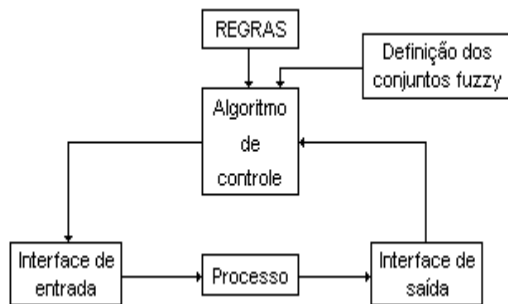 REGRAS
Definição dos
conjuntos fuzzy
Algoritmo
de
controle
Interface de
entrada
Processo
Interface de
saída